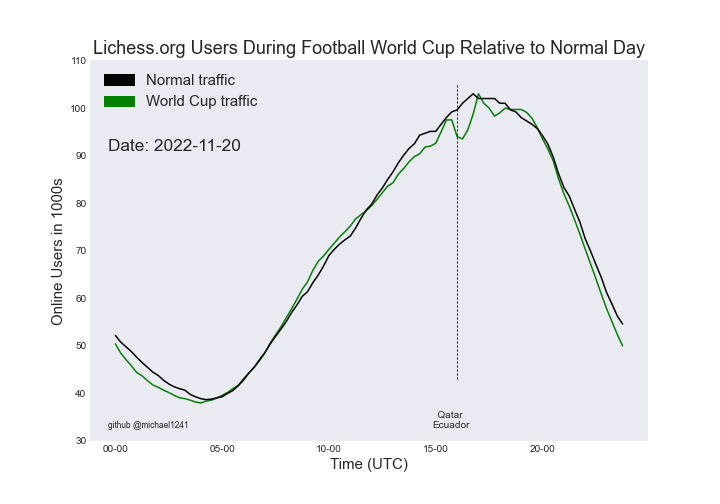 Lichess.org Users During Football World Cup Relative to Normal Day
110
100
90
80
70
60
50
40
30
Online Users in 1000s
Normal traffic
World Cup traffic
Date: 2022-11-20
Qatar
Ecuador
github @michael1241
00-00 05-00 10-00 15-00 20-00
Time (UTC)